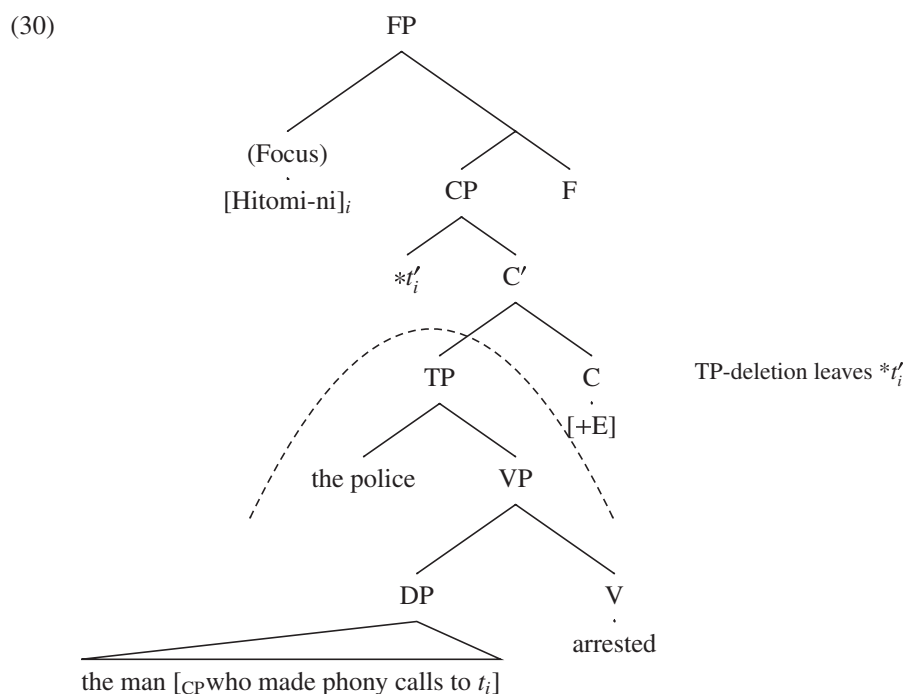 (30)
FP
(Focus)
[Hitomi-ni]i
CP F
*t′i C′
TP C
[+E]
TP-deletion leaves *t′i
the police VP
DP V
arrested
the man [CP who made phony calls to ti]